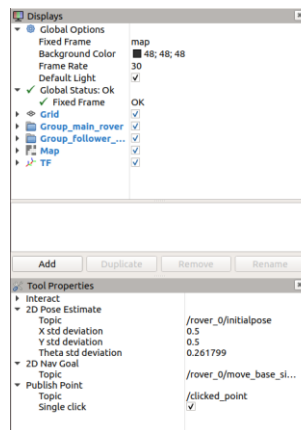 Displays
Global Options
Fixed Frame map
Background Color 48; 48; 48
Frame Rate 30
Default Light
Global Status: Ok
Fixed Frame OK
Grid
Group_main_rover
Group_follower_...
Map
TF
Add Duplicate Remove Rename
Tool Properties
Interact
2D Pose Estimate
Topic /rover_0/initialpose
X std deviation 0.5
Y std deviation 0.5
Theta std deviation 0.261799
2D Nav Goal
Topic /rover_0/move_base_si...
Publish Point
Topic /clicked_point
Single click